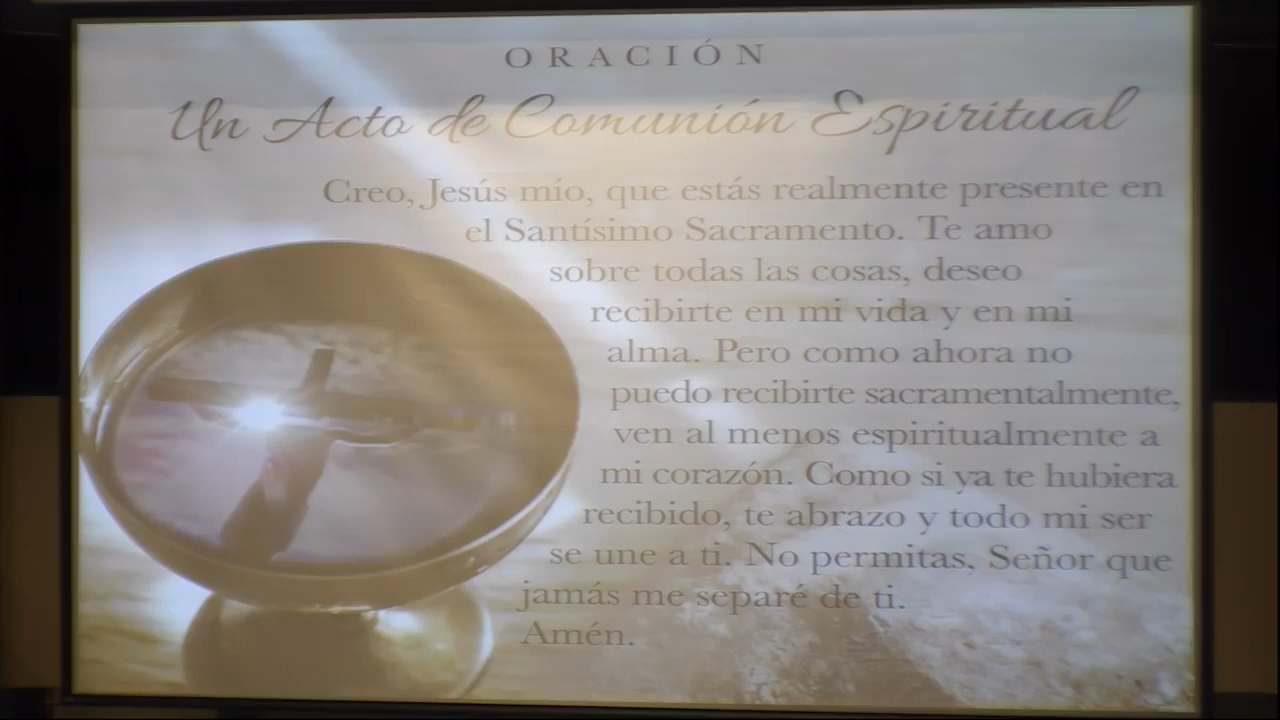 ORACIÓN
Un Acto de Comunión Espiritual
Creo, Jesús mío, que estás realmente presente en
el Santísimo Sacramento. Te amo
sobre todas las cosas, deseo
recibirte en mi vida y en mi
alma. Pero como ahora no
puedo recibirte sacramentalmente,
ven al menos espiritualmente a
mi corazón. Como si ya te hubiera
recibido, te abrazo y todo mi ser
se une a ti. No permitas, Señor que
jamás me separé de ti.
Amén.